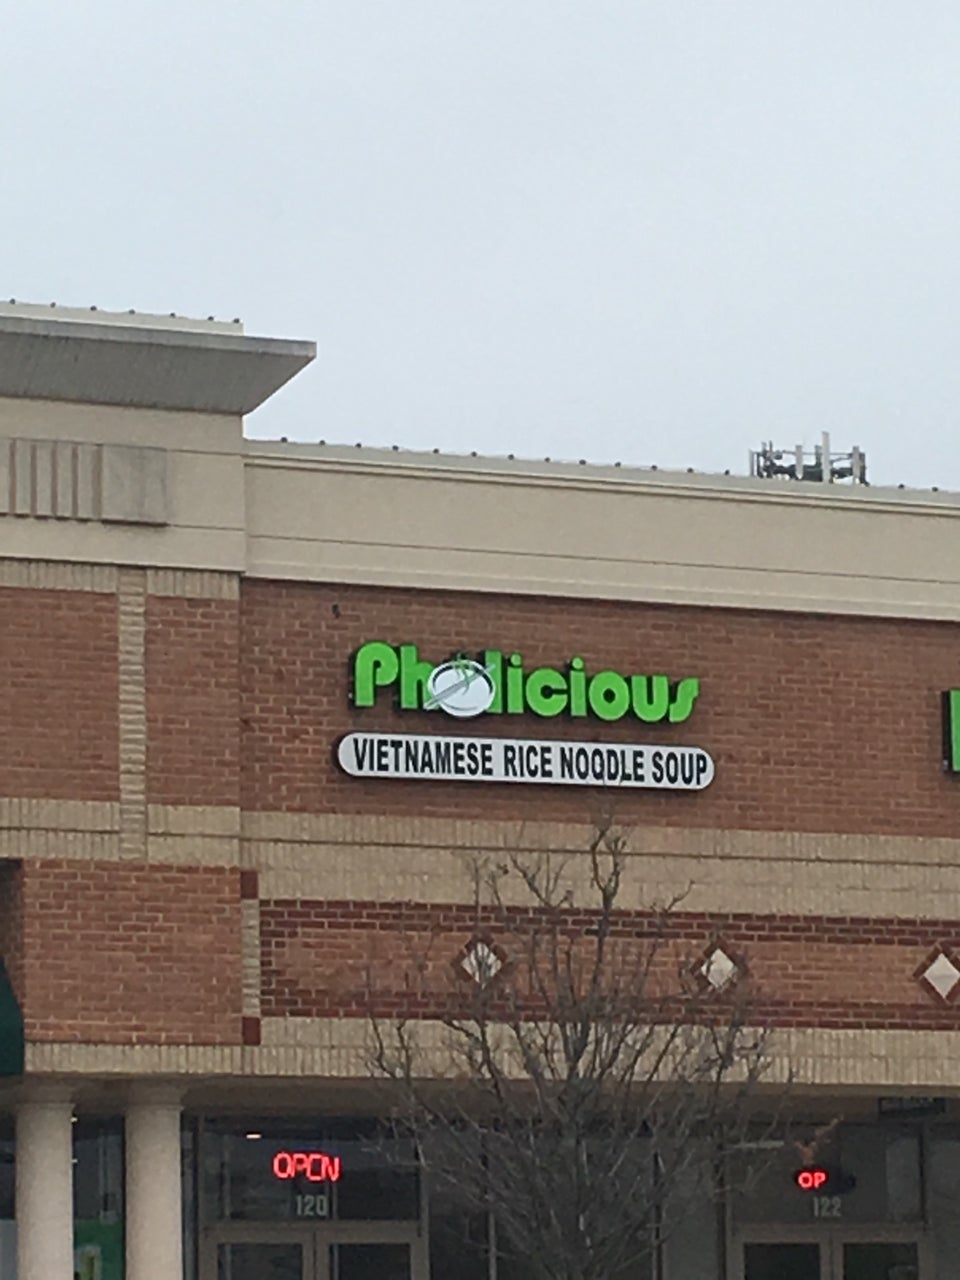 Pholicious
VIETNAMESE RICE NOODLE SOUP
OPEN
120
OP
122